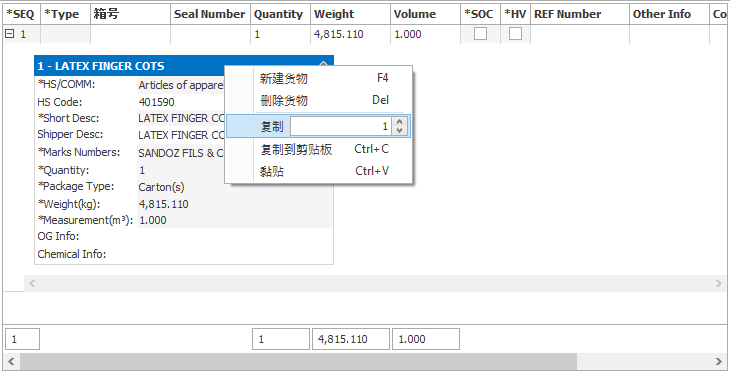 *SEQ *Type 箱号 Seal Number Quantity Weight Volume *SOC *HV REF Number Other Info Co
1 1 4,815.110 1.000
1 - LATEX FINGER COTS
*HS/COMM: Articles of appare
HS Code: 401590
*Short Desc: LATEX FINGER CO
Shipper Desc: LATEX FINGER CO
*Marks Numbers: SANDOZ FILS & C
*Quantity: 1
*Package Type: Carton(s)
*Weight(kg): 4,815.110
*Measurement(m³): 1.000
OG Info:
Chemical Info:
新建货物 F4
删除货物 Del
复制 1
复制到剪贴板 Ctrl+C
黏贴 Ctrl+V
1 1 4,815.110 1.000